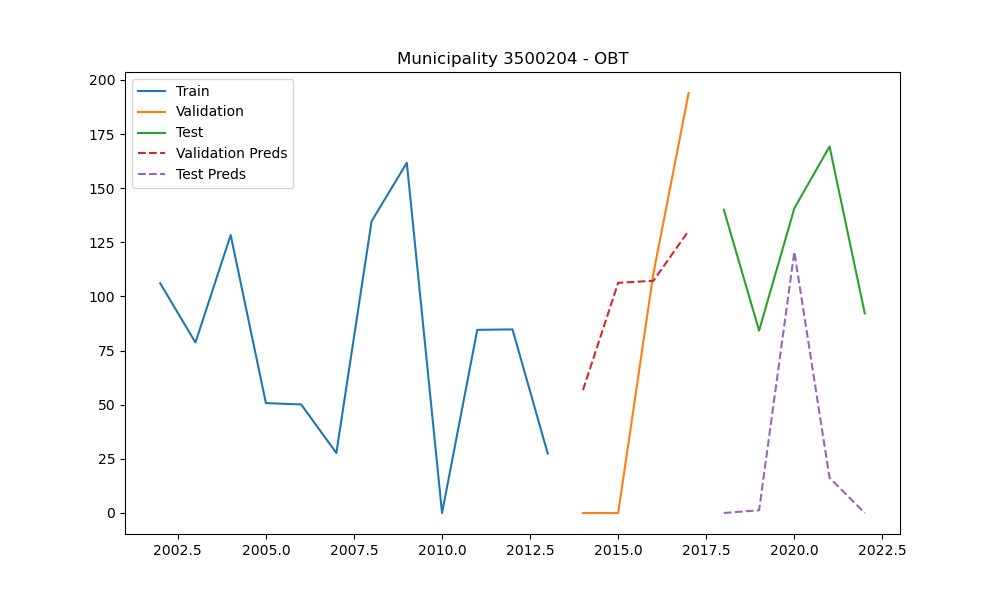 Municipality 3500204 - OBT
200
175
150
125
100
75
50
25
0
Train
Validation
Test
Validation Preds
Test Preds
2002.5 2005.0 2007.5 2010.0 2012.5 2015.0 2017.5 2020.0 2022.5